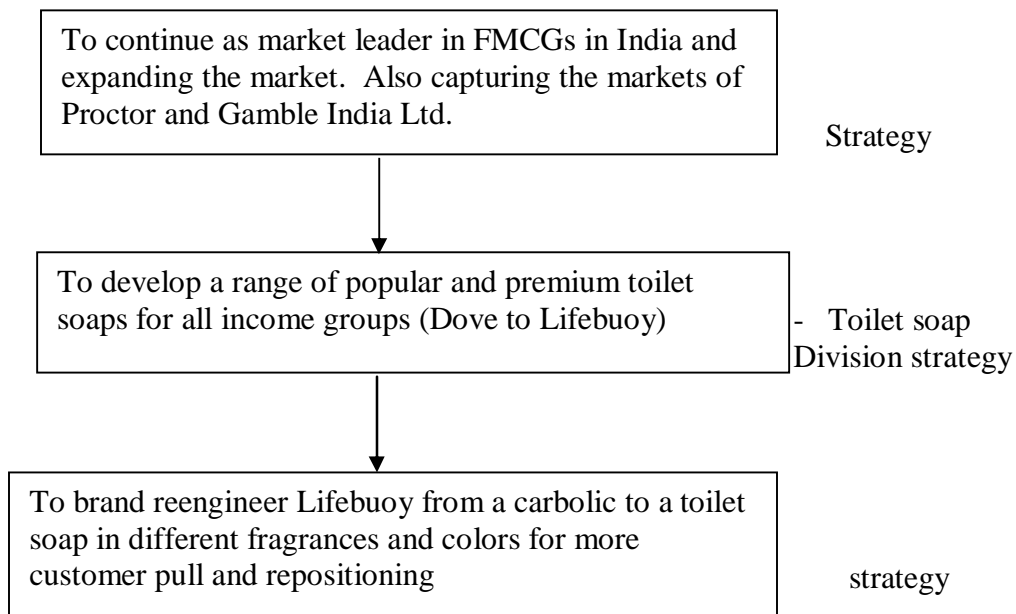 To continue as market leader in FMCGs in India and
expanding the market.  Also capturing the markets of
Proctor and Gamble India Ltd.
Strategy
To develop a range of popular and premium toilet
soaps for all income groups (Dove to Lifebuoy)
-   Toilet soap
Division strategy
To brand reengineer Lifebuoy from a carbolic to a toilet
soap in different fragrances and colors for more
customer pull and repositioning
strategy